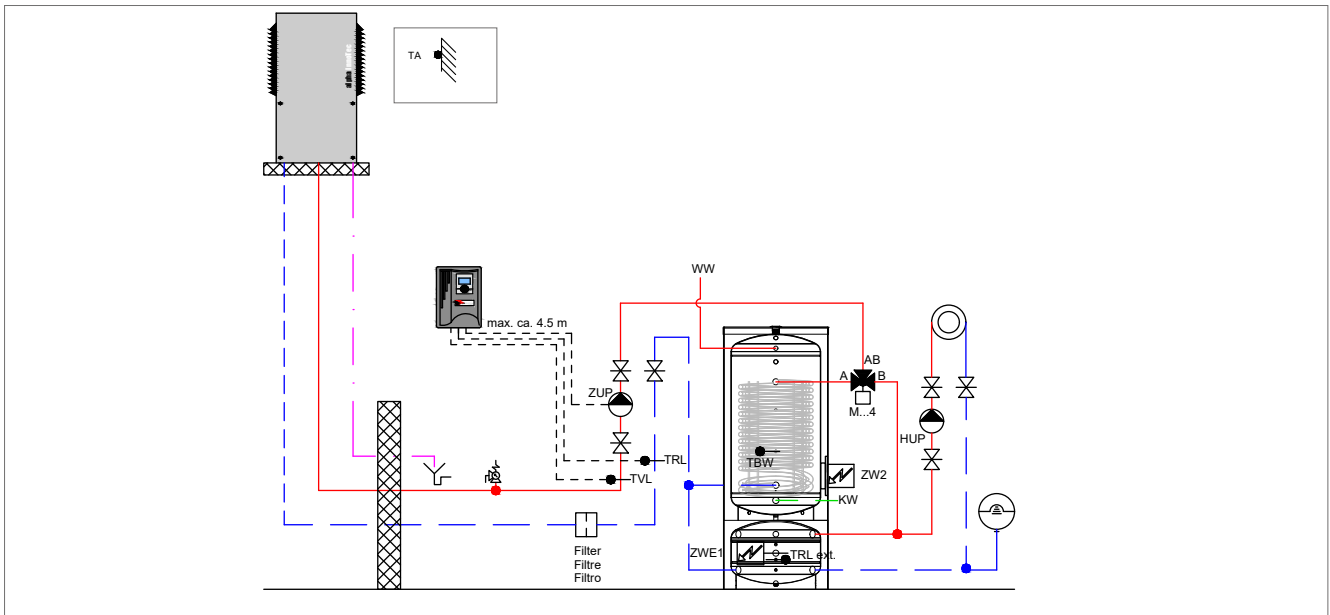 TA
max. ca. 4.5 m
WW
AB
A
B
M...4
ZUP
HUP
TRL
TVL
TBW
ZW2
KW
Filter
Filtre
Filtro
ZWE1
TRL ext.